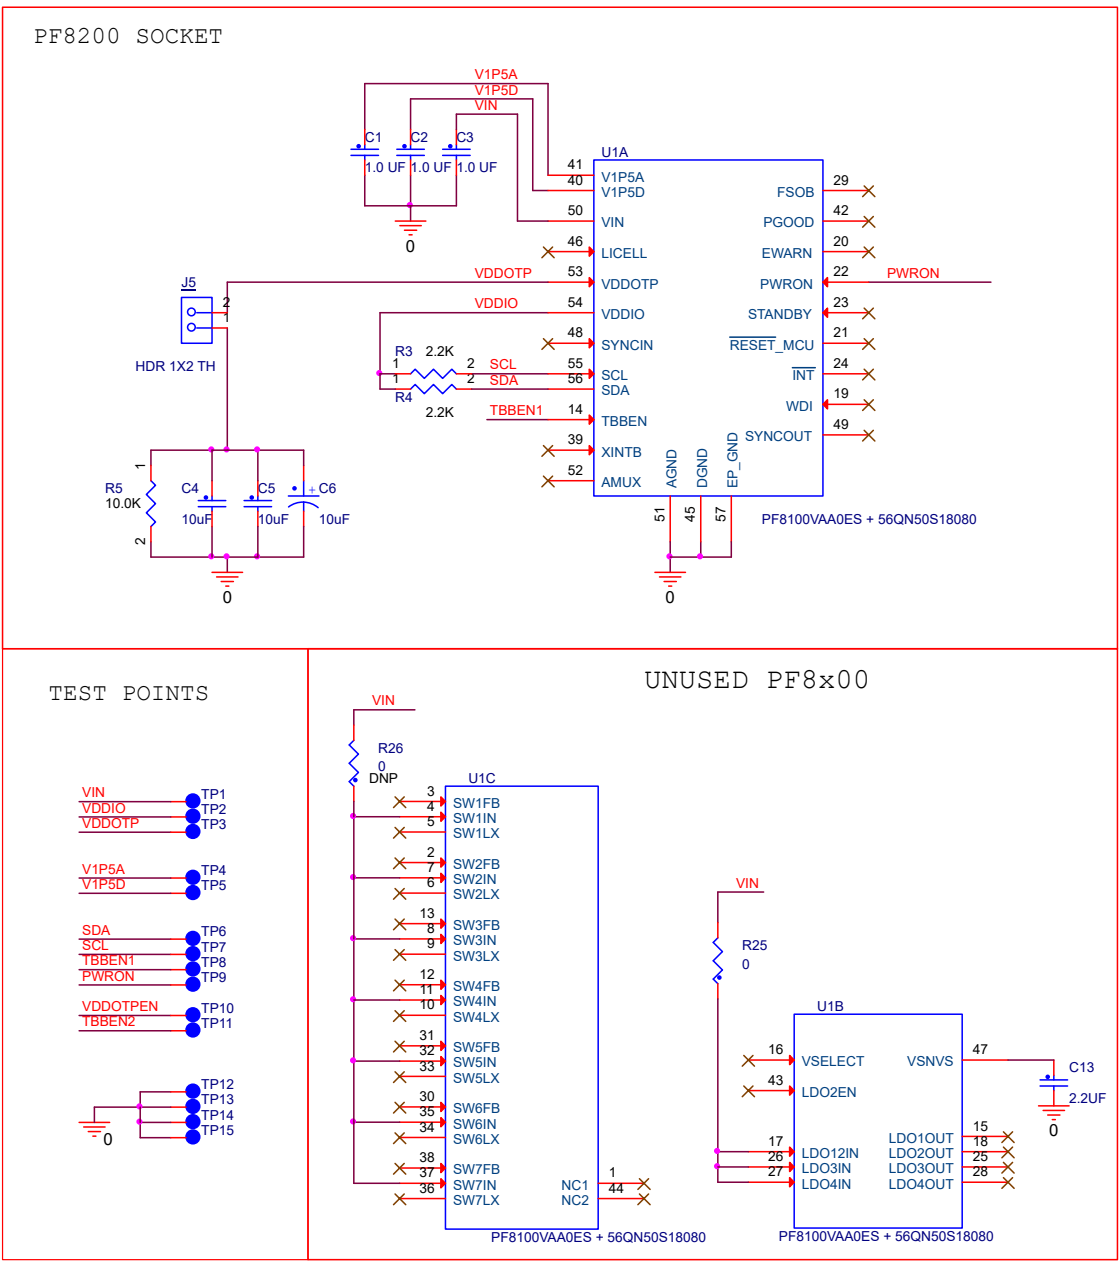 PF8200 SOCKET
V1P5A
V1P5D
VIN
C1
C2
C3
1.0 UF
1.0 UF
1.0 UF
0
U1A
41
V1P5A
40
V1P5D
50
VIN
46
LICELL
VDDOTP
53
VDDOTP
VDDIO
54
VDDIO
48
SYNCIN
R3
2.2K
1
2
SCL
55
SCL
1
2
SDA
56
SDA
R4
2.2K
TBBEN1
14
TBBEN
39
XINTB
52
AMUX
FSOB
29
PGOOD
42
EWARN
20
PWRON
22
PWRON
STANDBY
23
RESET_MCU
21
INT
24
WDI
19
SYNCOUT
49
AGND
DGND
EP_GND
51
45
57
PF8100VAA0ES + 56QN50S18080
0
J5
2
1
HDR 1X2 TH
1
R5
10.0K
2
C4
10uF
C5
10uF
+
C6
10uF
0
TEST POINTS
VIN
TP1
VDDIO
TP2
VDDOTP
TP3
V1P5A
TP4
V1P5D
TP5
SDA
TP6
SCL
TP7
TBBEN1
TP8
PWRON
TP9
VDDOTPEN
TP10
TBBEN2
TP11
TP12
TP13
TP14
TP15
0
UNUSED PF8x00
VIN
R26
0
DNP
U1C
3
SW1FB
4
SW1IN
5
SW1LX
2
SW2FB
7
SW2IN
6
SW2LX
13
SW3FB
8
SW3IN
9
SW3LX
12
SW4FB
11
SW4IN
10
SW4LX
31
SW5FB
32
SW5IN
33
SW5LX
30
SW6FB
35
SW6IN
34
SW6LX
38
SW7FB
37
SW7IN
36
SW7LX
NC1
1
NC2
44
PF8100VAA0ES + 56QN50S18080
VIN
R25
0
U1B
16
VSELECT
43
LDO2EN
17
LDO12IN
26
LDO3IN
27
LDO4IN
VSNVS
47
C13
2.2UF
0
LDO1OUT
15
LDO2OUT
18
LDO3OUT
25
LDO4OUT
28
PF8100VAA0ES + 56QN50S18080